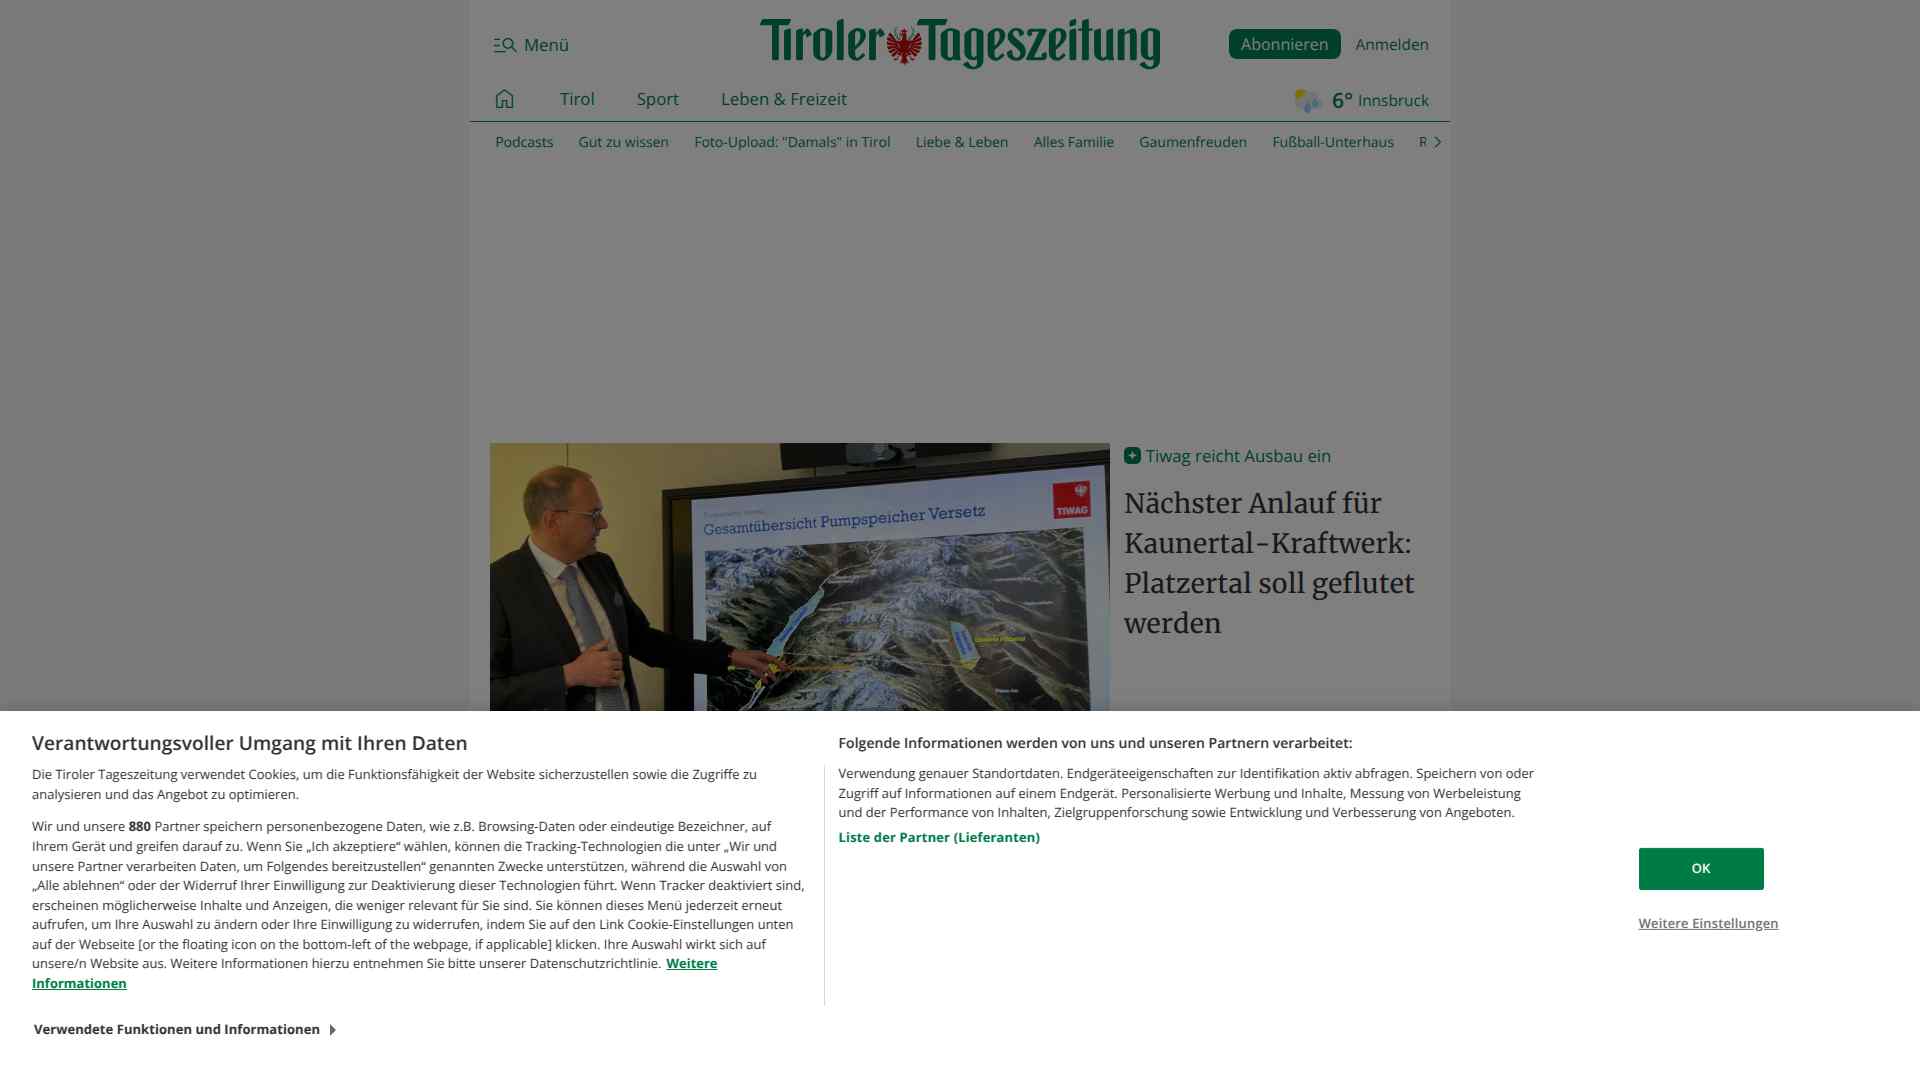 Menü
Tiroler Tageszeitung
Abonnieren
Anmelden
Tirol
Sport
Leben & Freizeit
6° Innsbruck
Podcasts
Gut zu wissen
Foto-Upload: "Damals" in Tirol
Liebe & Leben
Alles Familie
Gaumenfreuden
Fußball-Unterhaus
R
Gesamtübersicht Pumpspeicher Versetz
TIWAG
Tiwag reicht Ausbau ein
Nächster Anlauf für
Kaunertal-Kraftwerk:
Platzertal soll geflutet
werden
Verantwortungsvoller Umgang mit Ihren Daten
Die Tiroler Tageszeitung verwendet Cookies, um die Funktionsfähigkeit der Website sicherzustellen sowie die Zugriffe zu
analysieren und das Angebot zu optimieren.
Wir und unsere 880 Partner speichern personenbezogene Daten, wie z.B. Browsing-Daten oder eindeutige Bezeichner, auf
Ihrem Gerät und greifen darauf zu. Wenn Sie „Ich akzeptiere“ wählen, können die Tracking-Technologien die unter „Wir und
unsere Partner verarbeiten Daten, um Folgendes bereitzustellen“ genannten Zwecke unterstützen, während die Auswahl von
„Alle ablehnen“ oder der Widerruf Ihrer Einwilligung zur Deaktivierung dieser Technologien führt. Wenn Tracker deaktiviert sind,
erscheinen möglicherweise Inhalte und Anzeigen, die weniger relevant für Sie sind. Sie können dieses Menü jederzeit erneut
aufrufen, um Ihre Auswahl zu ändern oder Ihre Einwilligung zu widerrufen, indem Sie auf den Link Cookie-Einstellungen unten
auf der Webseite [or the floating icon on the bottom-left of the webpage, if applicable] klicken. Ihre Auswahl wirkt sich auf
unsere/n Website aus. Weitere Informationen hierzu entnehmen Sie bitte unserer Datenschutzrichtlinie. Weitere
Informationen
Verwendete Funktionen und Informationen
Folgende Informationen werden von uns und unseren Partnern verarbeitet:
Verwendung genauer Standortdaten. Endgeräteeigenschaften zur Identifikation aktiv abfragen. Speichern von oder
Zugriff auf Informationen auf einem Endgerät. Personalisierte Werbung und Inhalte, Messung von Werbeleistung
und der Performance von Inhalten, Zielgruppenforschung sowie Entwicklung und Verbesserung von Angeboten.
Liste der Partner (Lieferanten)
OK
Weitere Einstellungen